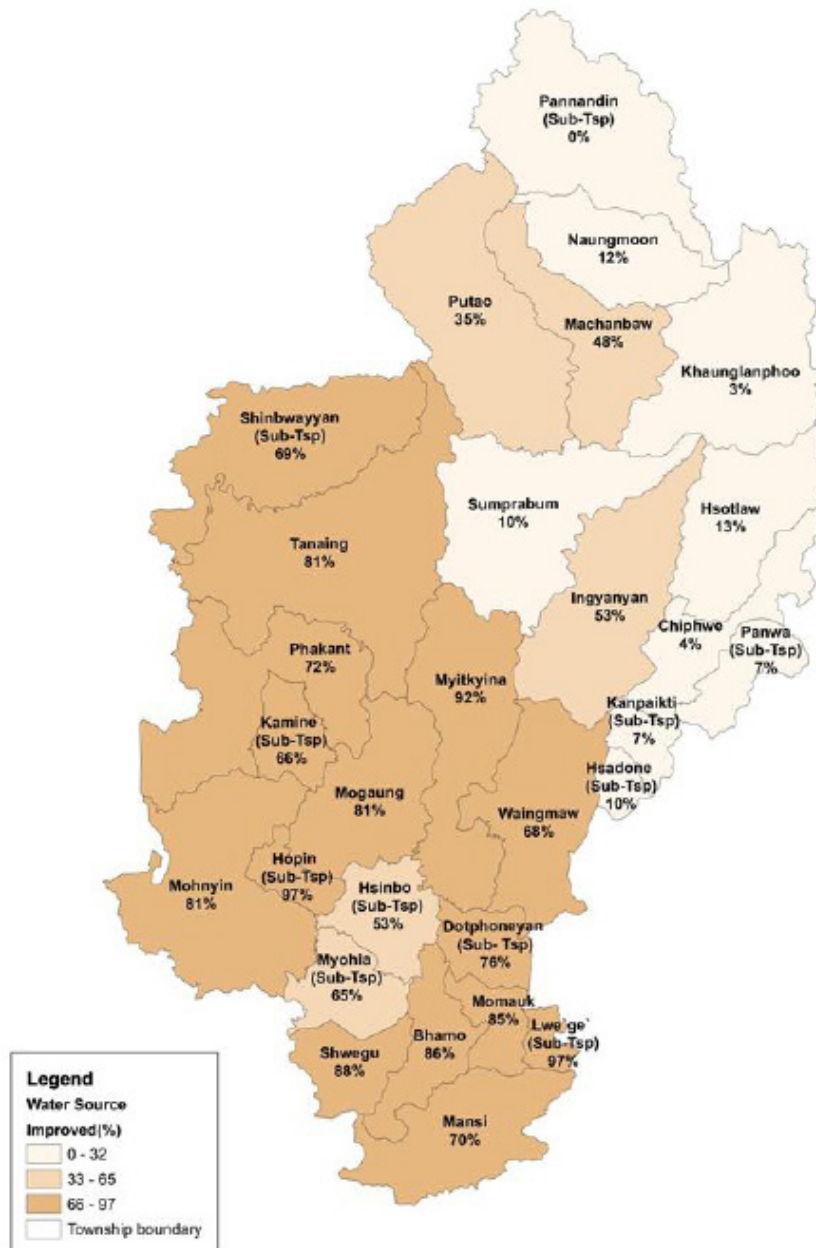 Pannandin
(Sub-Tsp)
0%
Naungmoon
12%
Putao
35%
Machanbaw
48%
Khaunglanphoo
3%
Shinbwayyan
(Sub-Tsp)
69%
Sumprabum
10%
Hsotlaw
13%
Tanaing
81%
Ingyanyan
53%
Chiphwe
4%
Panwa
(Sub-Tsp)
7%
Phakant
72%
Myitkyina
92%
Kamine
(Sub-Tsp)
66%
Kanpaikti
(Sub-Tsp)
7%
Hsadone
(Sub-Tsp)
10%
Mogaung
81%
Waingmaw
68%
Hopin
(Sub-Tsp)
97%
Mohnyin
81%
Hsinbo
(Sub-Tsp)
53%
Dotphoneyan
(Sub- Tsp)
76%
Myohla
(Sub-Tsp)
65%
Momauk
85%
Lwe`ge`
(Sub-Tsp)
97%
Bhamo
86%
Shwegu
88%
Mansi
70%
Legend
Water Source
Improved(%)
0 - 32
33 - 65
66 - 97
Township boundary